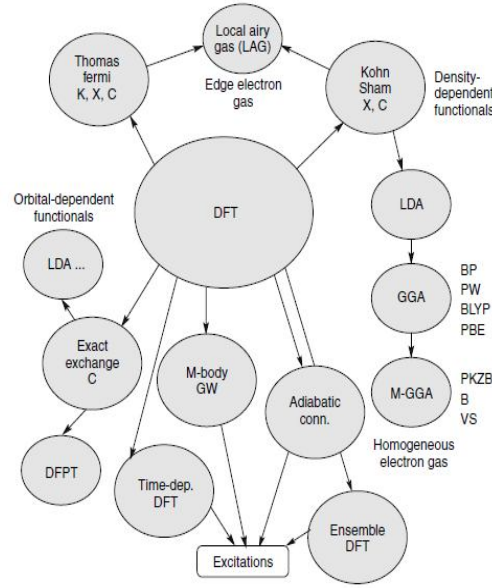 Local airy
gas (LAG)
Thomas
fermi
K, X, C
Edge electron
gas
Kohn
Sham
X, C
Density-
dependent
functionals
DFT
Orbital-dependent
functionals
LDA ...
LDA
GGA
BP
PW
BLYP
PBE
Exact
exchange
C
M-body
GW
Adiabatic
conn.
M-GGA
PKZB
B
VS
Homogeneous
electron gas
DFPT
Time-dep.
DFT
Ensemble
DFT
Excitations